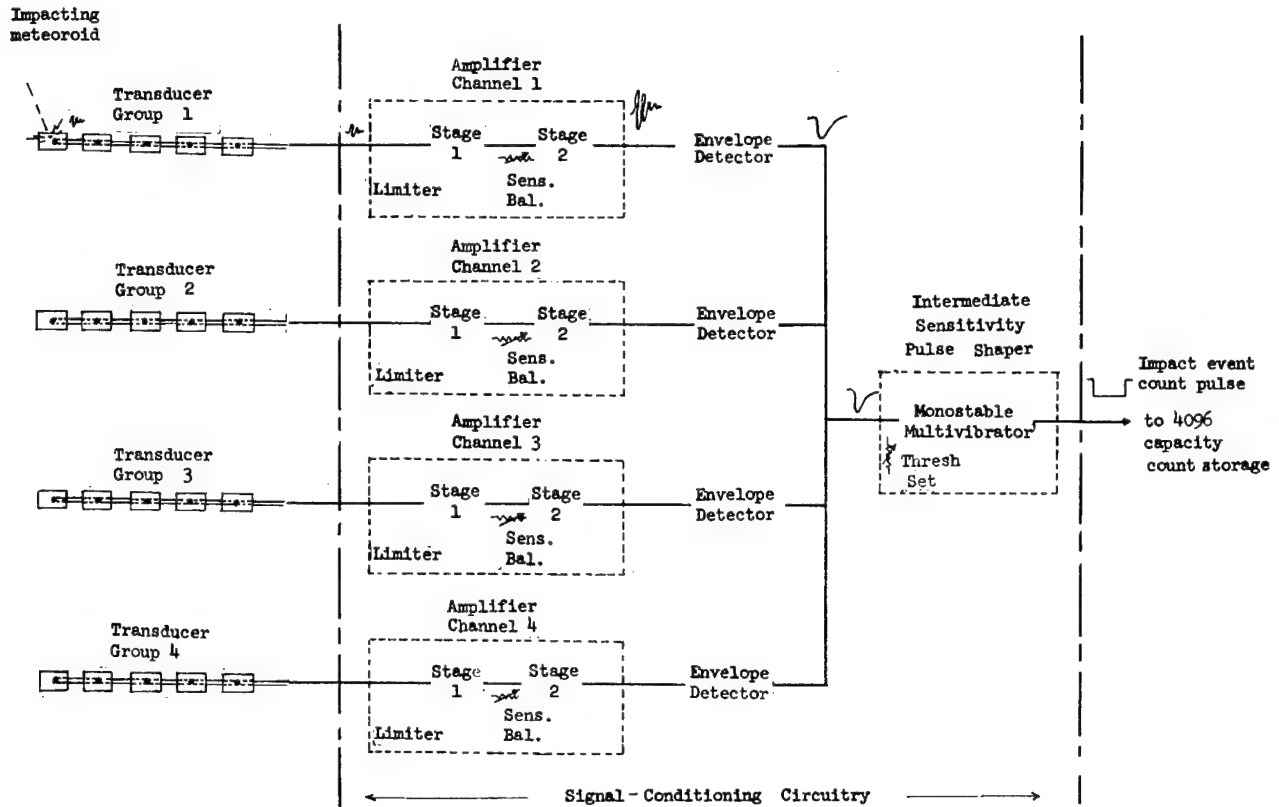 Impacting
meteoroid
Transducer
Group 1
Amplifier
Channel 1
Stage
1
Stage
2
Sens.
Bal.
Limiter
Envelope
Detector
Transducer
Group 2
Amplifier
Channel 2
Stage
1
Stage
2
Sens.
Bal.
Limiter
Envelope
Detector
Intermediate
Sensitivity
Pulse Shaper
Monostable
Multivibrator
Thresh
Set
Impact event
count pulse
to 4096
capacity
count storage
Transducer
Group 3
Amplifier
Channel 3
Stage
1
Stage
2
Sens.
Bal.
Limiter
Envelope
Detector
Transducer
Group 4
Amplifier
Channel 4
Stage
1
Stage
2
Sens.
Bal.
Limiter
Envelope
Detector
Signal-Conditioning Circuitry